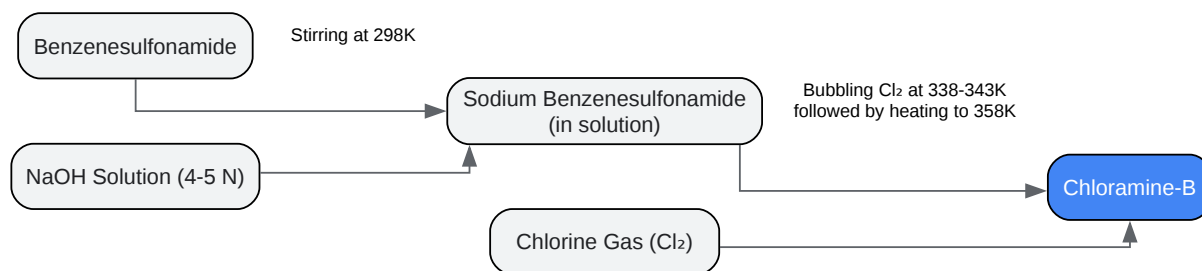 Benzenesulfonamide
Stirring at 298K
Sodium Benzenesulfonamide
(in solution)
Bubbling Cl₂ at 338-343K
followed by heating to 358K
NaOH Solution (4-5 N)
Chloramine-B
Chlorine Gas (Cl₂)